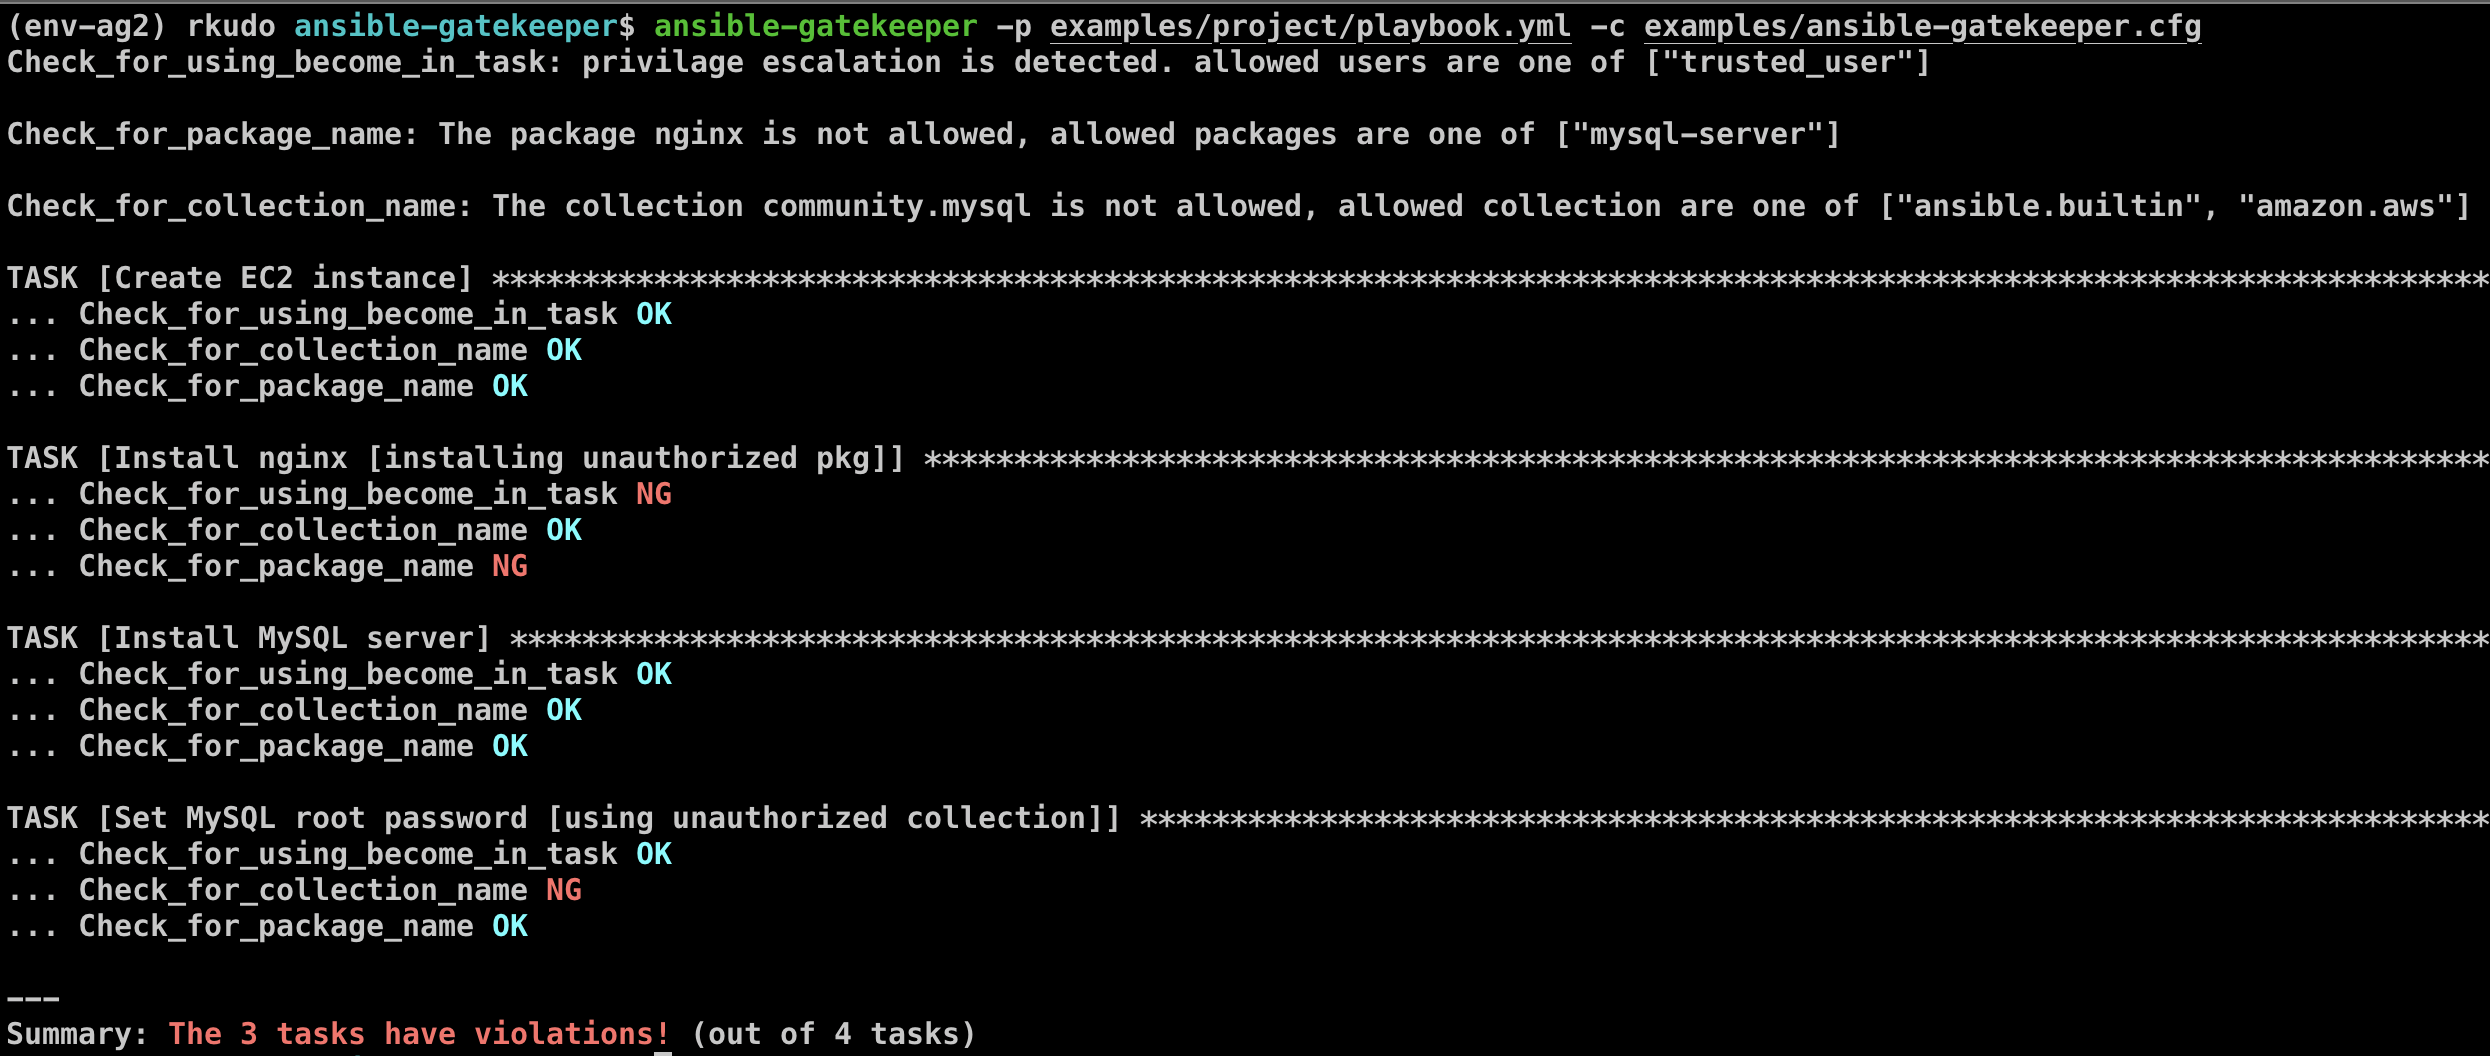 (env-ag2) rkudo ansible-gatekeeper$ ansible-gatekeeper -p examples/project/playbook.yml -c examples/ansible-gatekeeper.cfg
Check_for_using_become_in_task: privilage escalation is detected. allowed users are one of ["trusted_user"]
Check_for_package_name: The package nginx is not allowed, allowed packages are one of ["mysql-server"]
Check_for_collection_name: The collection community.mysql is not allowed, allowed collection are one of ["ansible.builtin", "amazon.aws"]
TASK [Create EC2 instance] ***************************************************************************************************************
... Check_for_using_become_in_task OK
... Check_for_collection_name OK
... Check_for_package_name OK
TASK [Install nginx [installing unauthorized pkg]] ***************************************************************************************
... Check_for_using_become_in_task NG
... Check_for_collection_name OK
... Check_for_package_name NG
TASK [Install MySQL server] **************************************************************************************************************
... Check_for_using_become_in_task OK
... Check_for_collection_name OK
... Check_for_package_name OK
TASK [Set MySQL root password [using unauthorized collection]] ***************************************************************************
... Check_for_using_become_in_task OK
... Check_for_collection_name NG
... Check_for_package_name OK
---
Summary: The 3 tasks have violations! (out of 4 tasks)